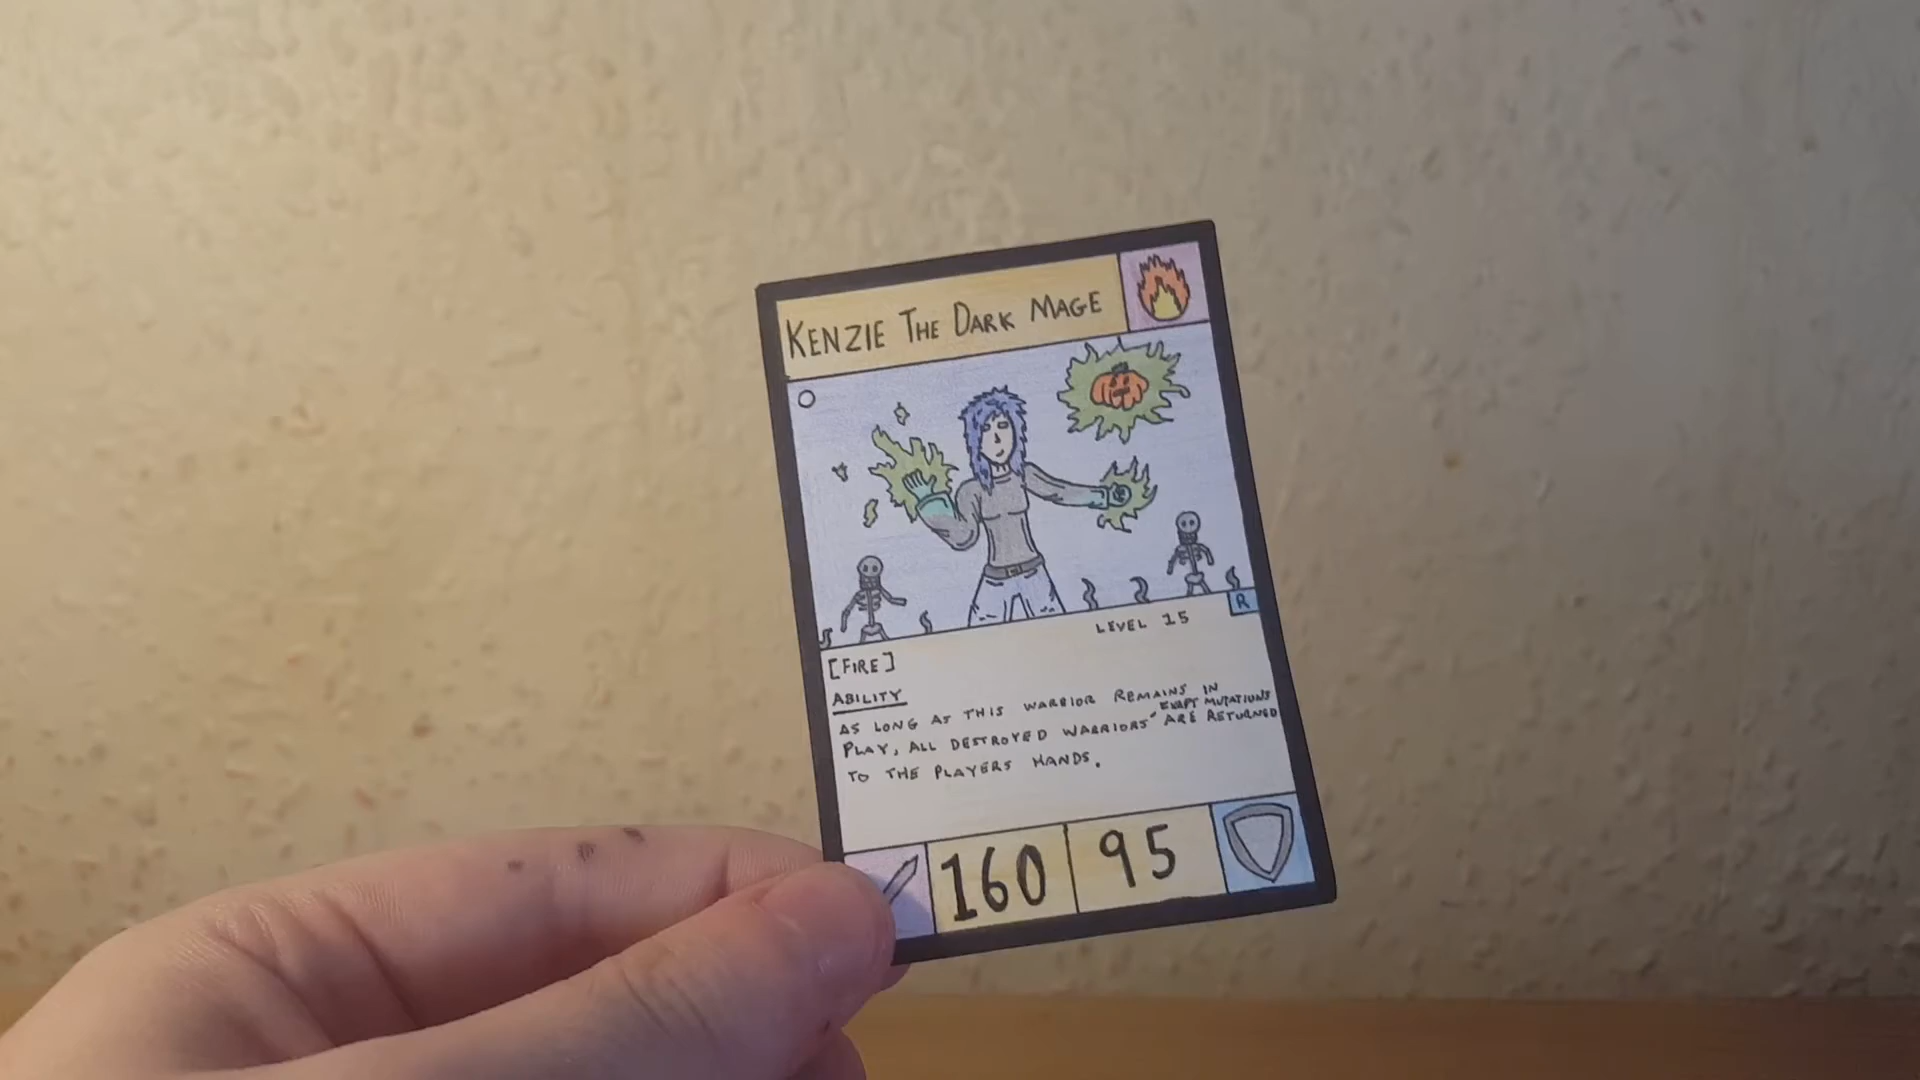 KENZIE THE DARK MAGE
R
LEVEL 15
[FIRE]
ABILITY
AS LONG AS THIS WARRIOR REMAINS IN
EXEPT MUTATIONS
PLAY, ALL DESTROYED WARRIORS ARE RETURNED
TO THE PLAYERS HANDS.
160 95